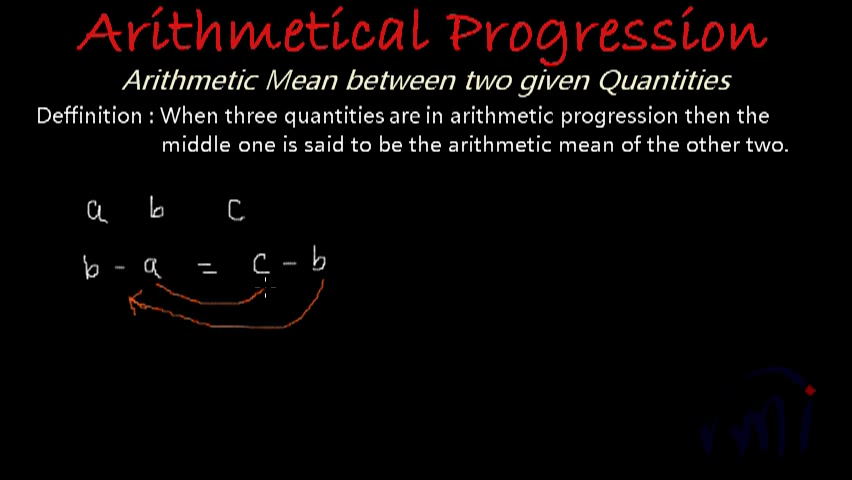 Arithmetical Progression
Arithmetic Mean between two given Quantities
Deffinition : When three quantities are in arithmetic progression then the
middle one is said to be the arithmetic mean of the other two.
a b c
b - a = c - b
rmi